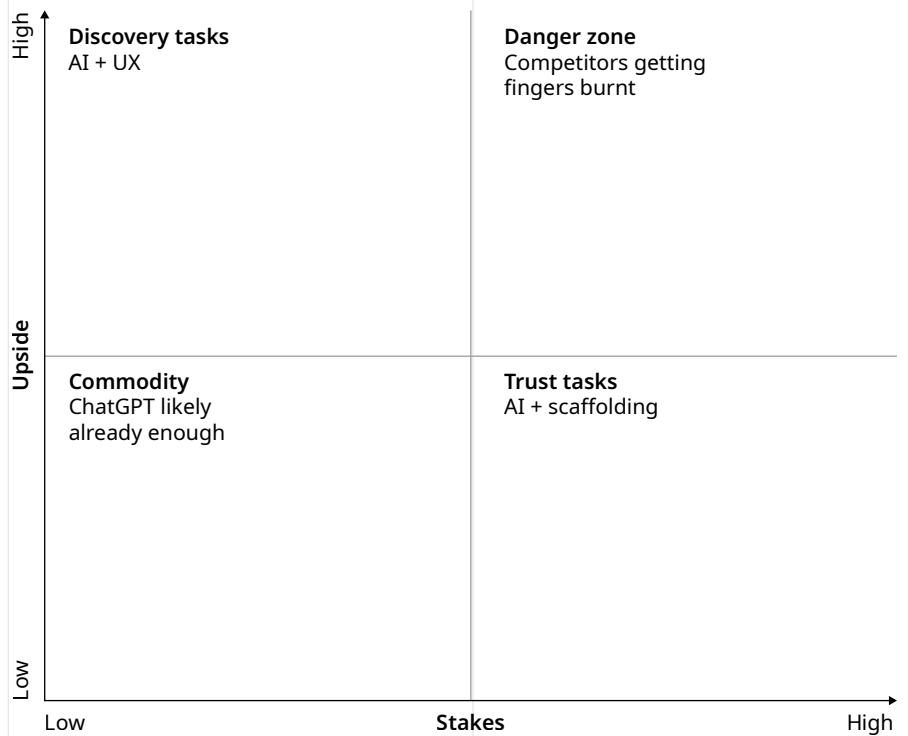 High
Discovery tasks
AI + UX
Danger zone
Competitors getting
fingers burnt
Upside
Commodity
ChatGPT likely
already enough
Trust tasks
AI + scaffolding
Low
Low
Stakes
High